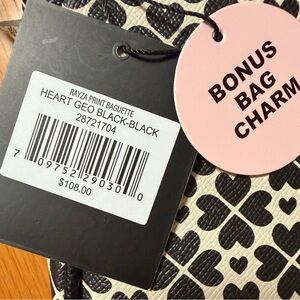 RAYZA PRINT BAGUETTE
HEART GEO BLACK-BLACK
28721704
7 09752 29030 0
$108.00
BONUS
BAG
CHARM